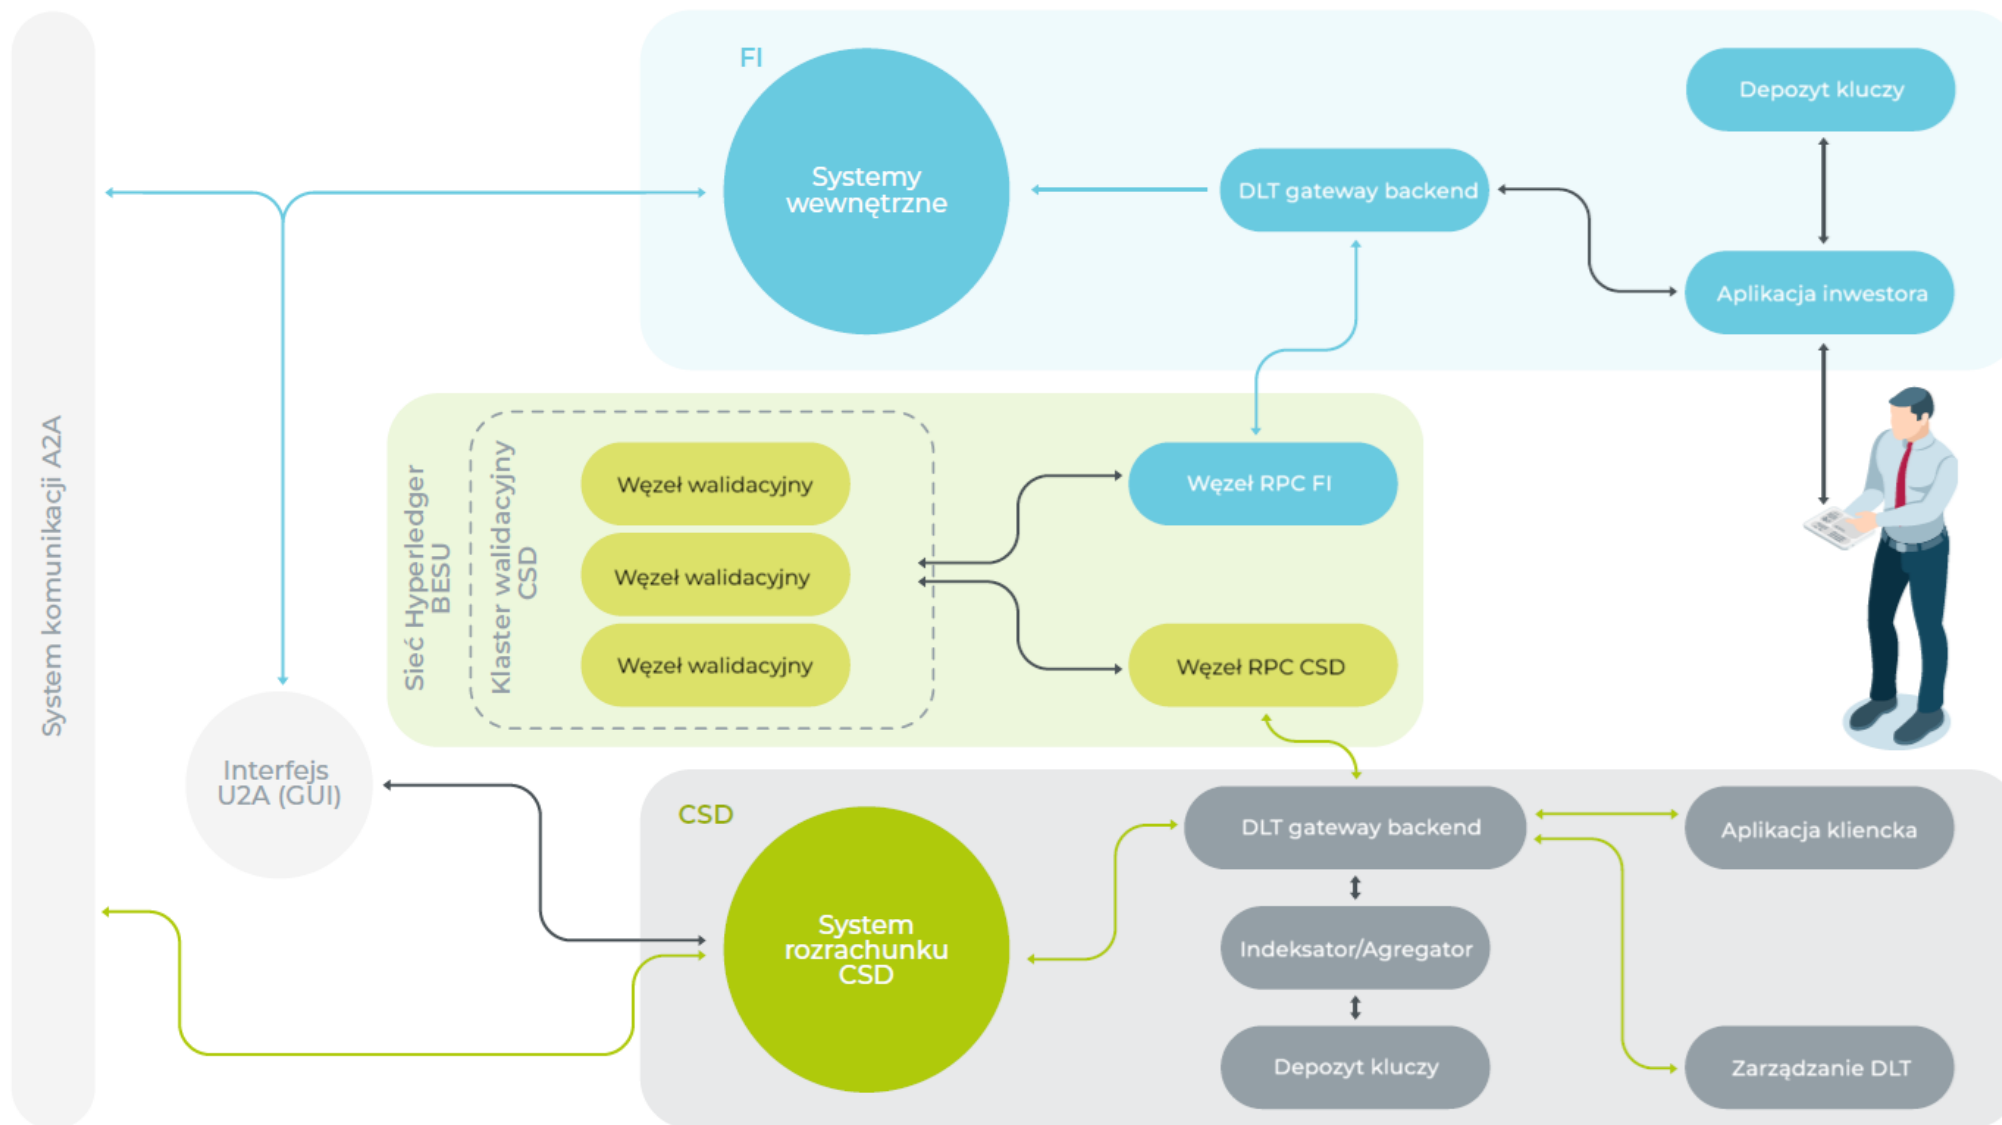 System komunikacji A2A
FI
Systemy
wewnętrzne
DLT gateway backend
Depozyt kluczy
Aplikacja inwestora
Sieć Hyperledger
BESU
Klaster walidacyjny
CSD
Węzeł walidacyjny
Węzeł walidacyjny
Węzeł walidacyjny
Węzeł RPC FI
Węzeł RPC CSD
Interfejs
U2A (GUI)
CSD
System
rozrachunku
CSD
DLT gateway backend
Indeksator/Agregator
Depozyt kluczy
Aplikacja kliencka
Zarządzanie DLT